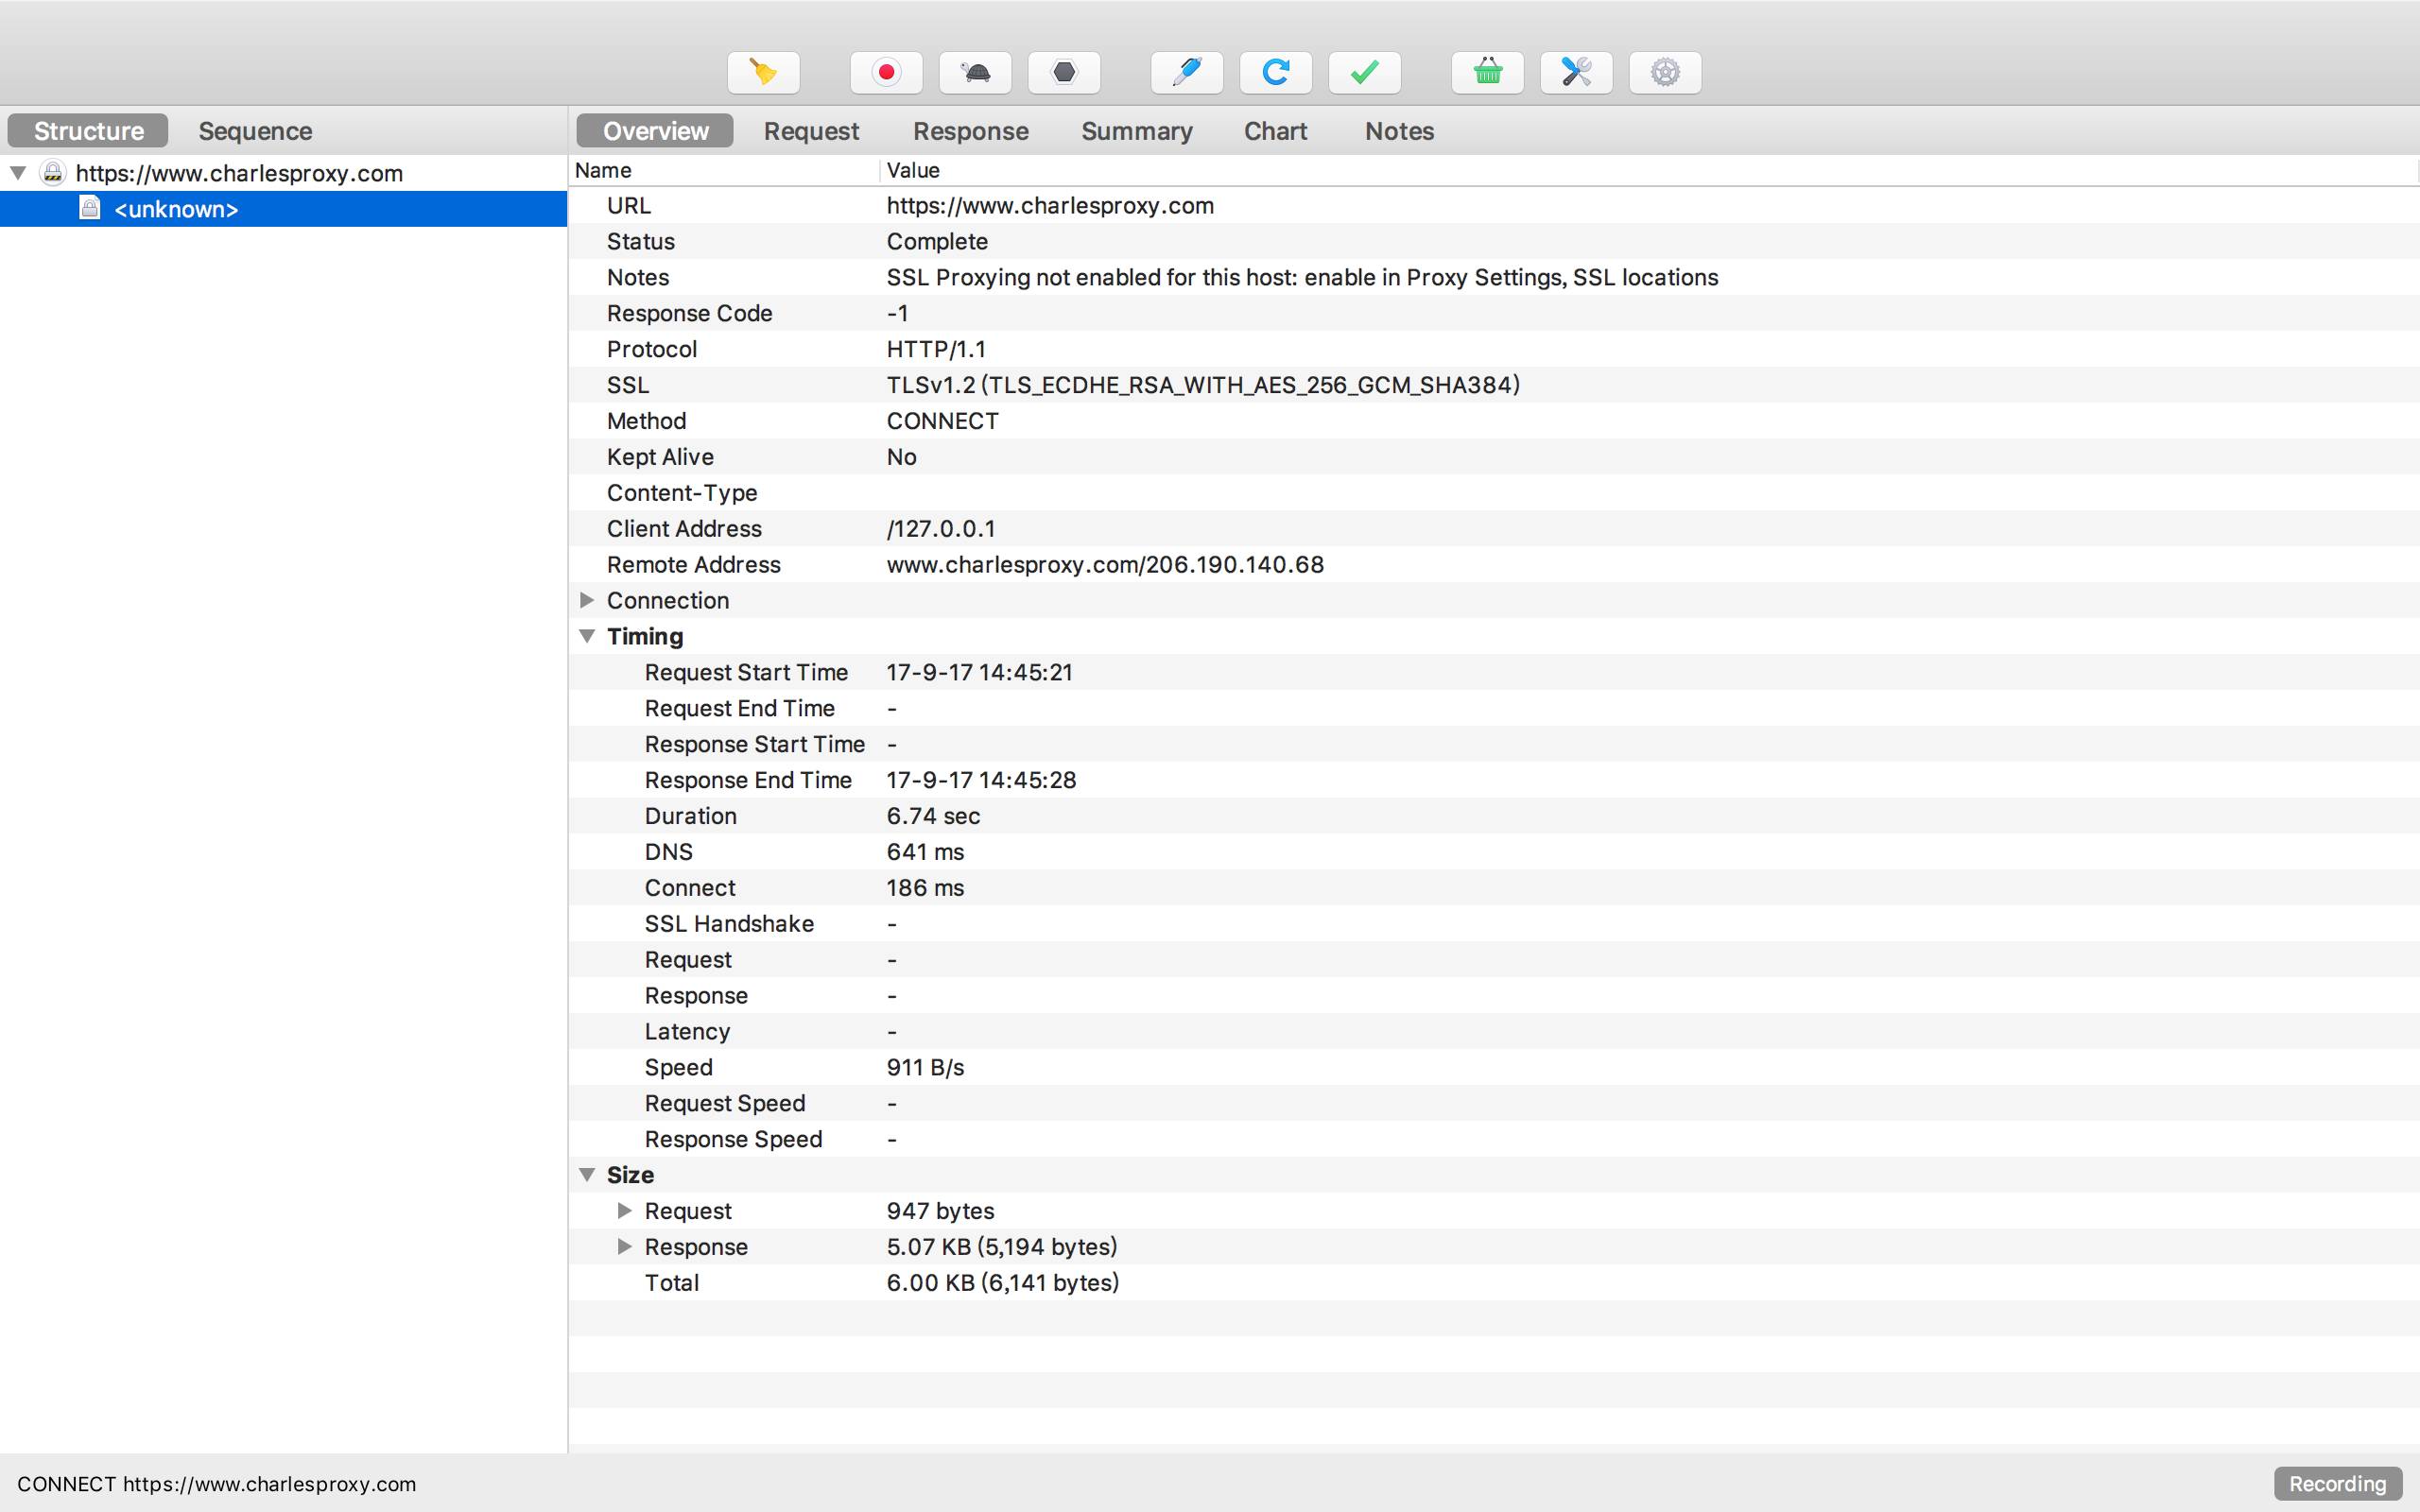 Structure Sequence
Overview Request Response Summary Chart Notes
https://www.charlesproxy.com
<unknown>
Name Value
URL https://www.charlesproxy.com
Status Complete
Notes SSL Proxying not enabled for this host: enable in Proxy Settings, SSL locations
Response Code -1
Protocol HTTP/1.1
SSL TLSv1.2 (TLS_ECDHE_RSA_WITH_AES_256_GCM_SHA384)
Method CONNECT
Kept Alive No
Content-Type
Client Address /127.0.0.1
Remote Address www.charlesproxy.com/206.190.140.68
Connection
Timing
Request Start Time 17-9-17 14:45:21
Request End Time -
Response Start Time -
Response End Time 17-9-17 14:45:28
Duration 6.74 sec
DNS 641 ms
Connect 186 ms
SSL Handshake -
Request -
Response -
Latency -
Speed 911 B/s
Request Speed -
Response Speed -
Size
Request 947 bytes
Response 5.07 KB (5,194 bytes)
Total 6.00 KB (6,141 bytes)
CONNECT https://www.charlesproxy.com
Recording